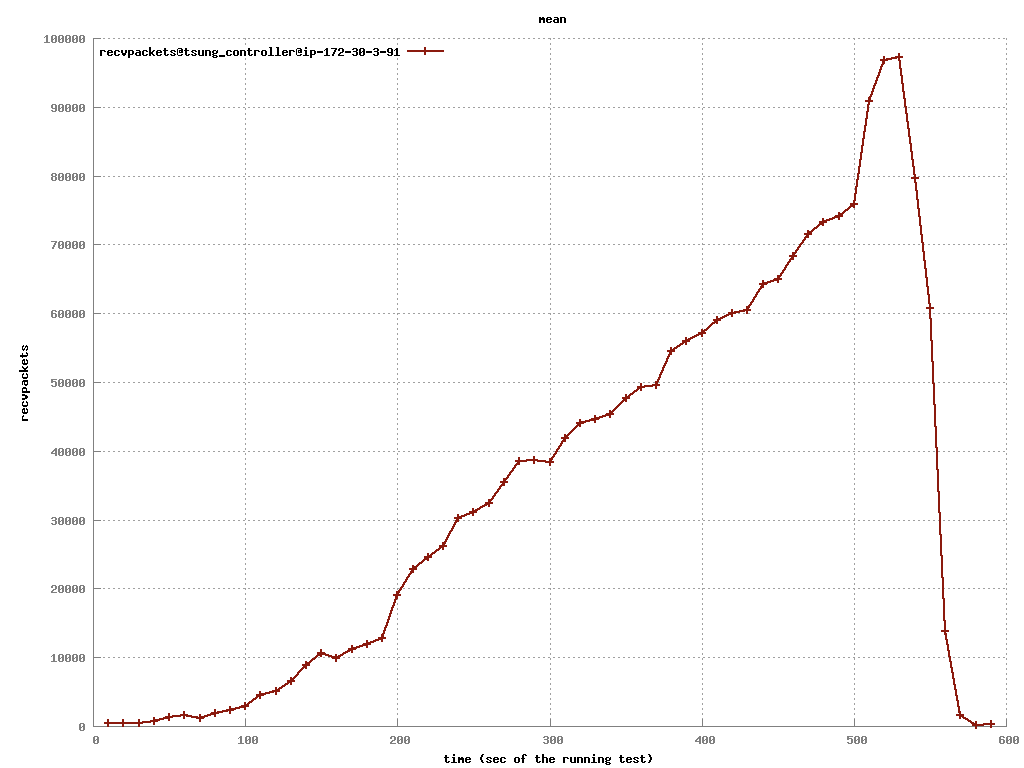 mean
100000
recvpackets@tsung_controller@ip-172-30-3-91
90000
80000
70000
60000
50000
40000
30000
20000
10000
0
recvpackets
0 100 200 300 400 500 600
time (sec of the running test)